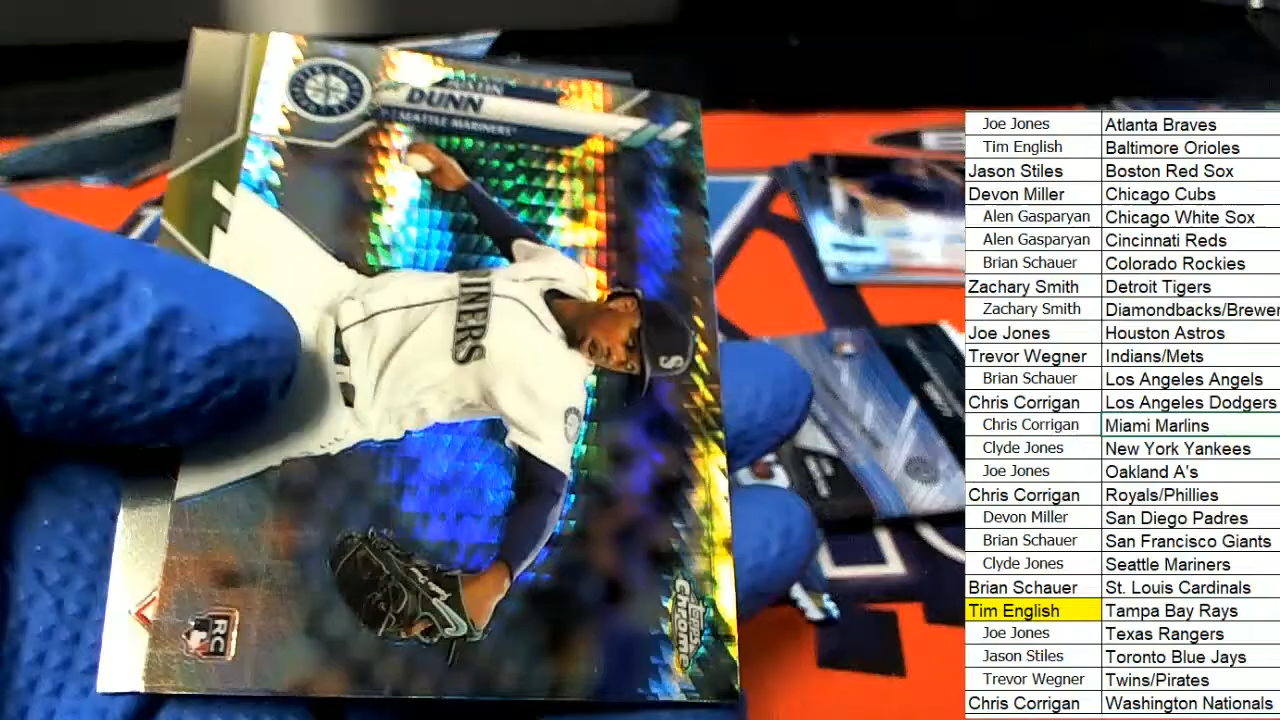 DUNN
SEATTLE MARINERS
INERS
S
RC
Topps
Chrome
Joe Jones Atlanta Braves
Tim English Baltimore Orioles
Jason Stiles Boston Red Sox
Devon Miller Chicago Cubs
Alen Gasparyan Chicago White Sox
Alen Gasparyan Cincinnati Reds
Brian Schauer Colorado Rockies
Zachary Smith Detroit Tigers
Zachary Smith Diamondbacks/Brewer
Joe Jones Houston Astros
Trevor Wegner Indians/Mets
Brian Schauer Los Angeles Angels
Chris Corrigan Los Angeles Dodgers
Chris Corrigan Miami Marlins
Clyde Jones New York Yankees
Joe Jones Oakland A's
Chris Corrigan Royals/Phillies
Devon Miller San Diego Padres
Brian Schauer San Francisco Giants
Clyde Jones Seattle Mariners
Brian Schauer St. Louis Cardinals
Tim English Tampa Bay Rays
Joe Jones Texas Rangers
Jason Stiles Toronto Blue Jays
Trevor Wegner Twins/Pirates
Chris Corrigan Washington Nationals